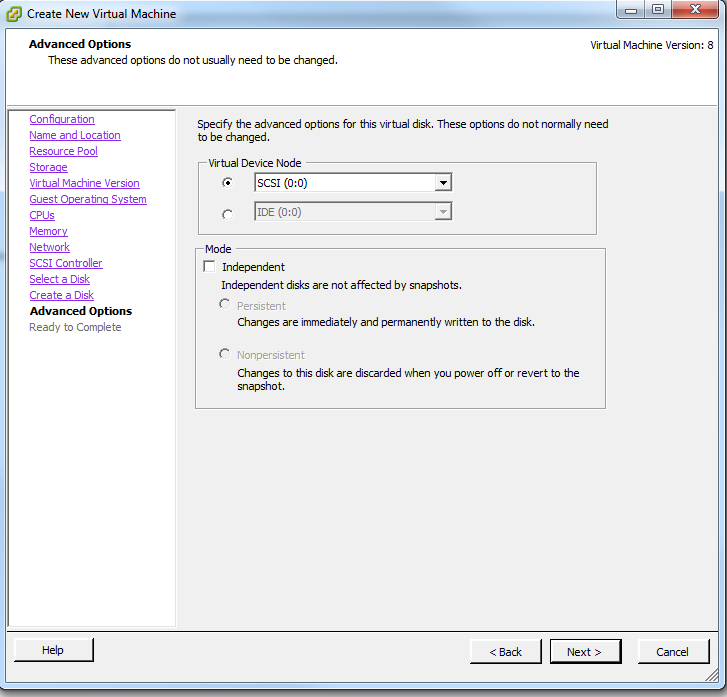 Create New Virtual Machine
Advanced Options
Virtual Machine Version: 8
These advanced options do not usually need to be changed.
Configuration
Name and Location
Resource Pool
Storage
Virtual Machine Version
Guest Operating System
CPUs
Memory
Network
SCSI Controller
Select a Disk
Create a Disk
Advanced Options
Ready to Complete
Specify the advanced options for this virtual disk. These options do not normally need
to be changed.
Virtual Device Node
SCSI (0:0)
IDE (0:0)
Mode
Independent
Independent disks are not affected by snapshots.
Persistent
Changes are immediately and permanently written to the disk.
Nonpersistent
Changes to this disk are discarded when you power off or revert to the
snapshot.
Help
< Back
Next >
Cancel